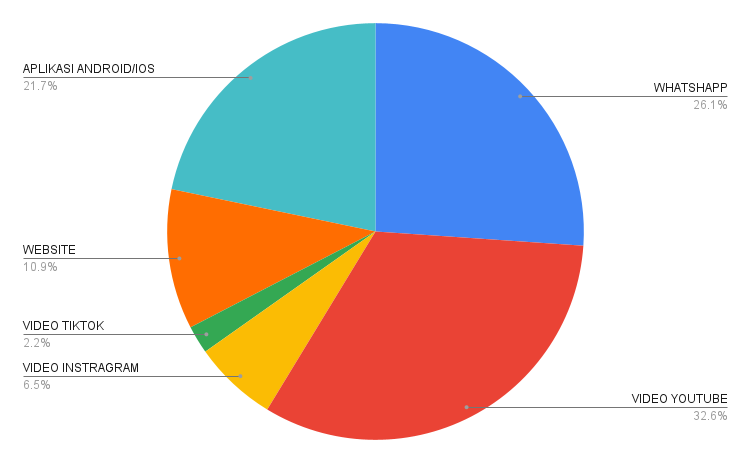 APLIKASI ANDROID/IOS
21.7%
WHATSHAPP
26.1%
WEBSITE
10.9%
VIDEO TIKTOK
2.2%
VIDEO INSTRAGRAM
6.5%
VIDEO YOUTUBE
32.6%